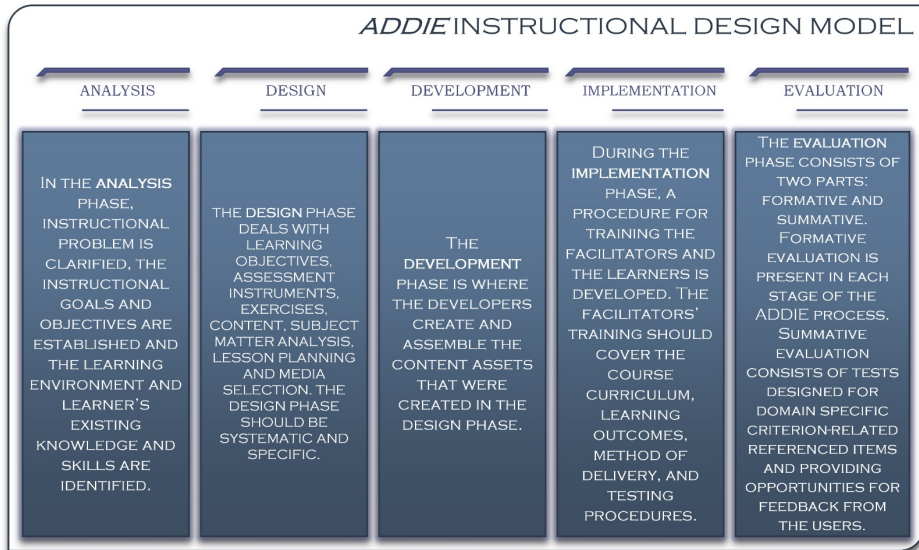 ADDIE INSTRUCTIONAL DESIGN MODEL
ANALYSIS
IN THE ANALYSIS
PHASE,
INSTRUCTIONAL
PROBLEM IS
CLARIFIED, THE
INSTRUCTIONAL
GOALS AND
OBJECTIVES ARE
ESTABLISHED AND
THE LEARNING
ENVIRONMENT AND
LEARNER'S
EXISTING
KNOWLEDGE AND
SKILLS ARE
IDENTIFIED.
DESIGN
THE DESIGN PHASE
DEALS WITH
LEARNING
OBJECTIVES,
ASSESSMENT
INSTRUMENTS,
EXERCISES,
CONTENT, SUBJECT
MATTER ANALYSIS,
LESSON PLANNING
AND MEDIA
SELECTION. THE
DESIGN PHASE
SHOULD BE
SYSTEMATIC AND
SPECIFIC.
DEVELOPMENT
THE
DEVELOPMENT
PHASE IS WHERE
THE DEVELOPERS
CREATE AND
ASSEMBLE THE
CONTENT ASSETS
THAT WERE
CREATED IN THE
DESIGN PHASE.
IMPLEMENTATION
DURING THE
IMPLEMENTATION
PHASE, A
PROCEDURE FOR
TRAINING THE
FACILITATORS AND
THE LEARNERS IS
DEVELOPED. THE
FACILITATORS'
TRAINING SHOULD
COVER THE
COURSE
CURRICULUM,
LEARNING
OUTCOMES,
METHOD OF
DELIVERY, AND
TESTING
PROCEDURES.
EVALUATION
THE EVALUATION
PHASE CONSISTS OF
TWO PARTS:
FORMATIVE AND
SUMMATIVE.
FORMATIVE
EVALUATION IS
PRESENT IN EACH
STAGE OF THE
ADDIE PROCESS.
SUMMATIVE
EVALUATION
CONSISTS OF TESTS
DESIGNED FOR
DOMAIN SPECIFIC
CRITERION-RELATED
REFERENCED ITEMS
AND PROVIDING
OPPORTUNITIES FOR
FEEDBACK FROM
THE USERS.